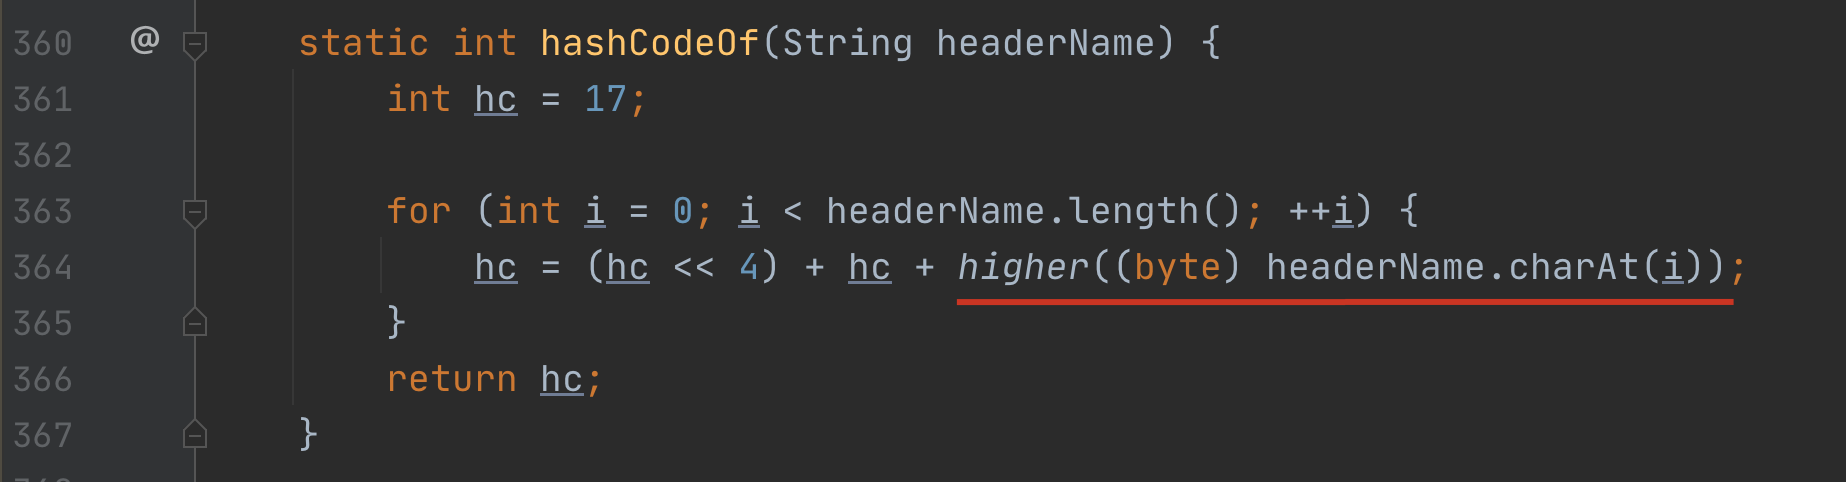 360 @ static int hashCodeOf(String headerName) {
361 int hc = 17;
362
363 for (int i = 0; i < headerName.length(); ++i) {
364 hc = (hc << 4) + hc + higher((byte) headerName.charAt(i));
365 }
366 return hc;
367 }